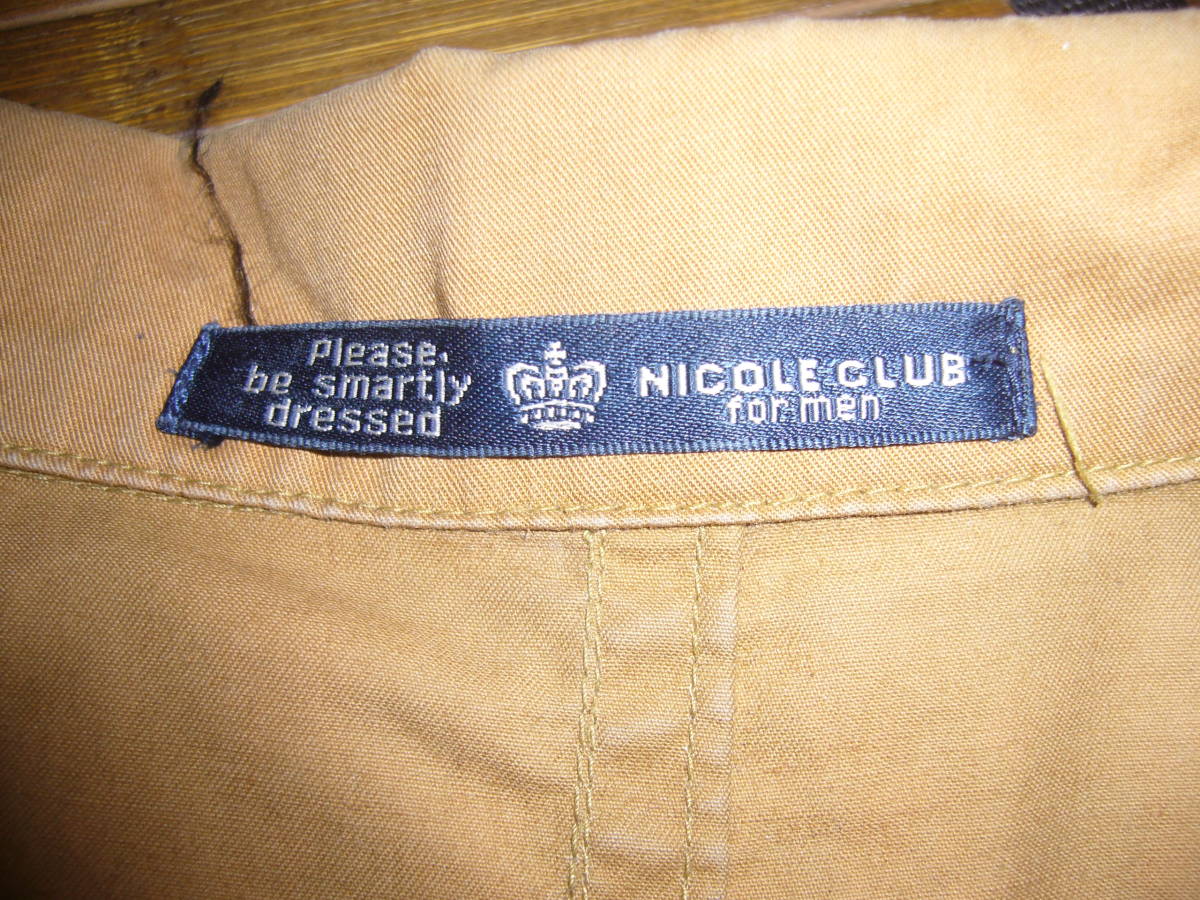 Please
be smartly
dressed
NICOLE CLUB
for men